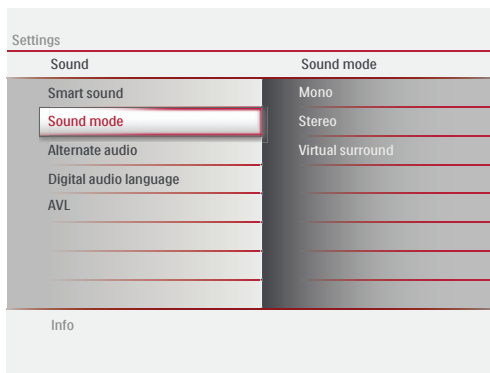 Settings
Sound Sound mode
Smart sound Mono
Sound mode Stereo
Alternate audio Virtual surround
Digital audio language
AVL
Info